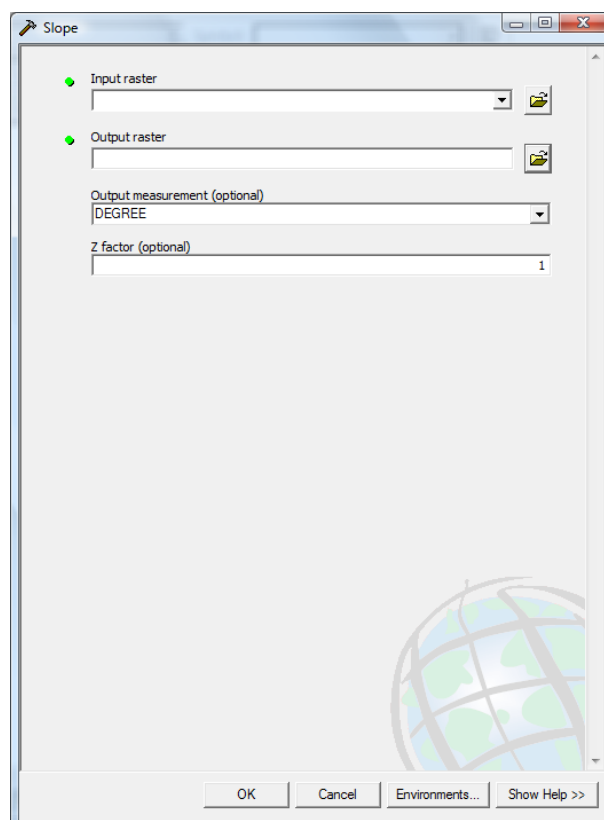 Slope
Input raster
Output raster
Output measurement (optional)
DEGREE
Z factor (optional)
1
OK Cancel Environments... Show Help >>